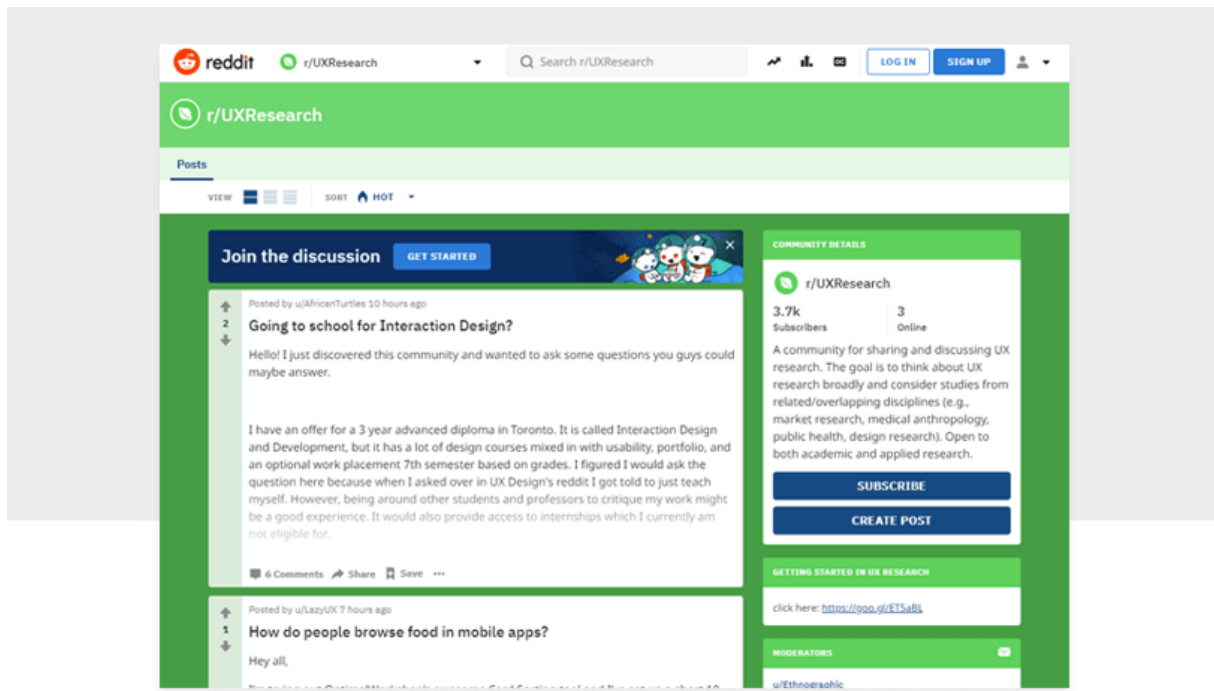 reddit r/UXResearch Search r/UXResearch LOG IN SIGN UP
r/UXResearch
Posts
VIEW SORT HOT
Join the discussion GET STARTED
Posted by u/AfricanTurtles 10 hours ago
2
Going to school for Interaction Design?
Hello! I just discovered this community and wanted to ask some questions you guys could
maybe answer.
I have an offer for a 3 year advanced diploma in Toronto. It is called Interaction Design
and Development, but it has a lot of design courses mixed in with usability, portfolio, and
an optional work placement 7th semester based on grades. I figured I would ask the
question here because when I asked over in UX Design's reddit I got told to just teach
myself. However, being around other students and professors to critique my work might
be a good experience. It would also provide access to internships which I currently am
not eligible for.
6 Comments Share Save
Posted by u/LazyUX 7 hours ago
1
How do people browse food in mobile apps?
Hey all,
COMMUNITY DETAILS
r/UXResearch
3.7k 3
Subscribers Online
A community for sharing and discussing UX
research. The goal is to think about UX
research broadly and consider studies from
related/overlapping disciplines (e.g.,
market research, medical anthropology,
public health, design research). Open to
both academic and applied research.
SUBSCRIBE
CREATE POST
GETTING STARTED IN UX RESEARCH
click here: https://goo.gl/ET5aBL
MODERATORS
u/Ethnographic